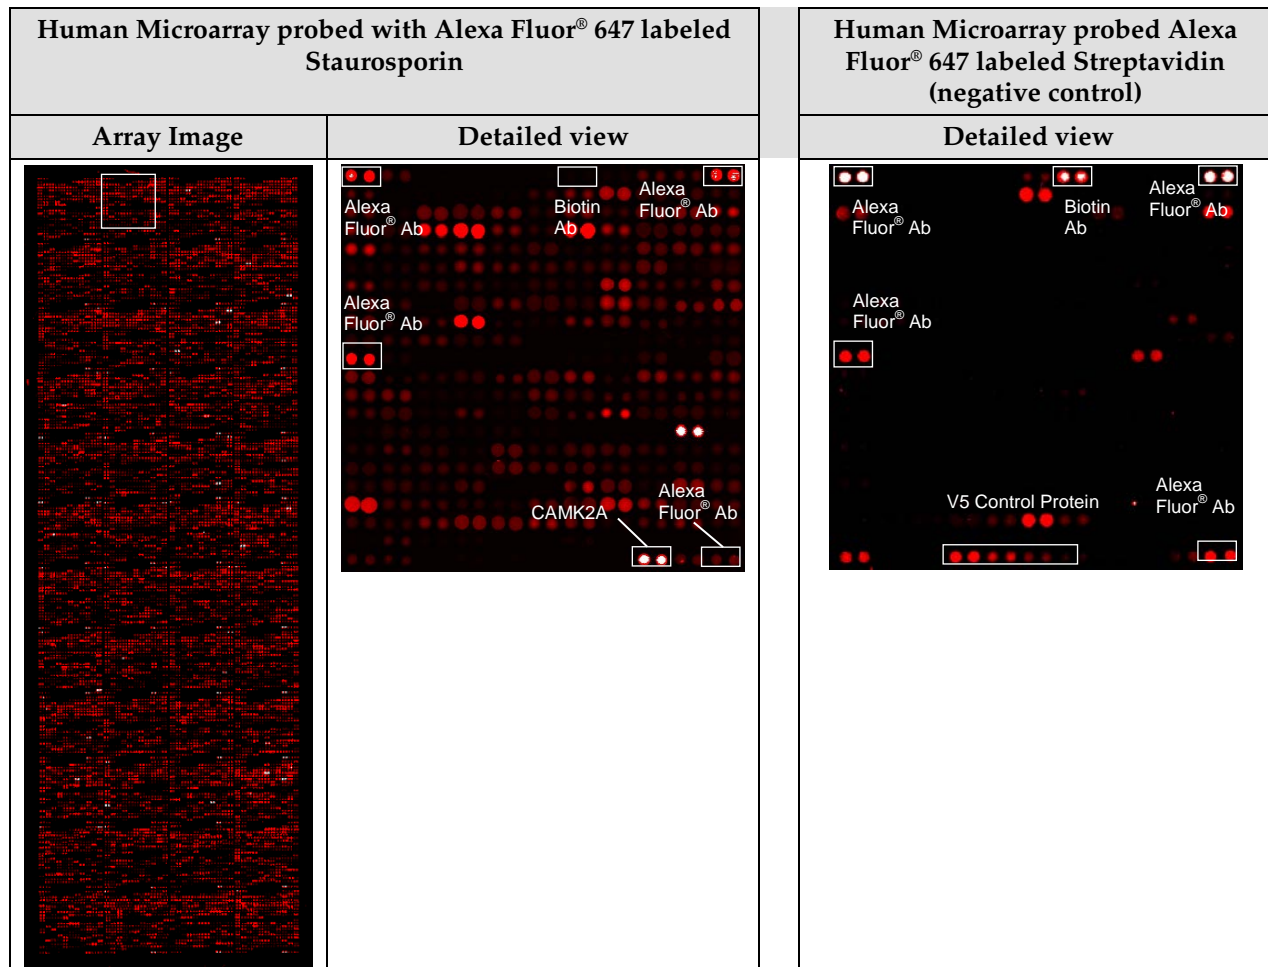 Human Microarray probed with Alexa Fluor® 647 labeled
Staurosporin
Human Microarray probed Alexa
Fluor® 647 labeled Streptavidin
(negative control)
Array Image
Detailed view
Detailed view
Alexa
Fluor® Ab
Biotin
Ab
Alexa
Fluor® Ab
Alexa
Fluor® Ab
CAMK2A
Alexa
Fluor® Ab
Alexa
Fluor® Ab
Biotin
Ab
Alexa
Fluor® Ab
Alexa
Fluor® Ab
V5 Control Protein
Alexa
Fluor® Ab